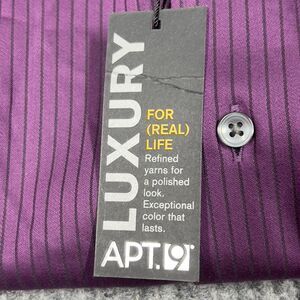 LUXURY
FOR
(REAL)
LIFE
Refined
yarns for
a polished
look.
Exceptional
color that
lasts.
APT. 9